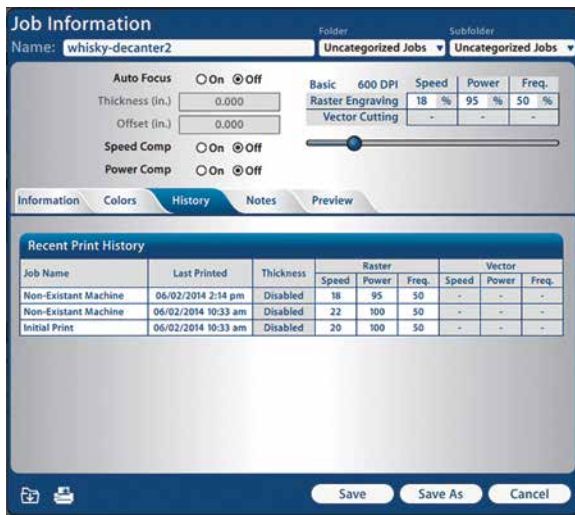 Job Information
Folder
Subfolder
Name: whisky-decanter2
Uncategorized Jobs
Uncategorized Jobs
Auto Focus On Off
Thickness (in.) 0.000
Offset (in.) 0.000
Speed Comp On Off
Power Comp On Off
Basic 600 DPI Speed Power Freq.
Raster Engraving 18 % 95 % 50 %
Vector Cutting - - -
Information Colors History Notes Preview
Recent Print History
Job Name Last Printed Thickness Raster Vector
Speed Power Freq. Speed Power Freq.
Non-Existant Machine 06/02/2014 2:14 pm Disabled 18 95 50 - - -
Non-Existant Machine 06/02/2014 10:33 am Disabled 22 100 50 - - -
Initial Print 06/02/2014 10:33 am Disabled 20 100 50 - - -
Save Save As Cancel